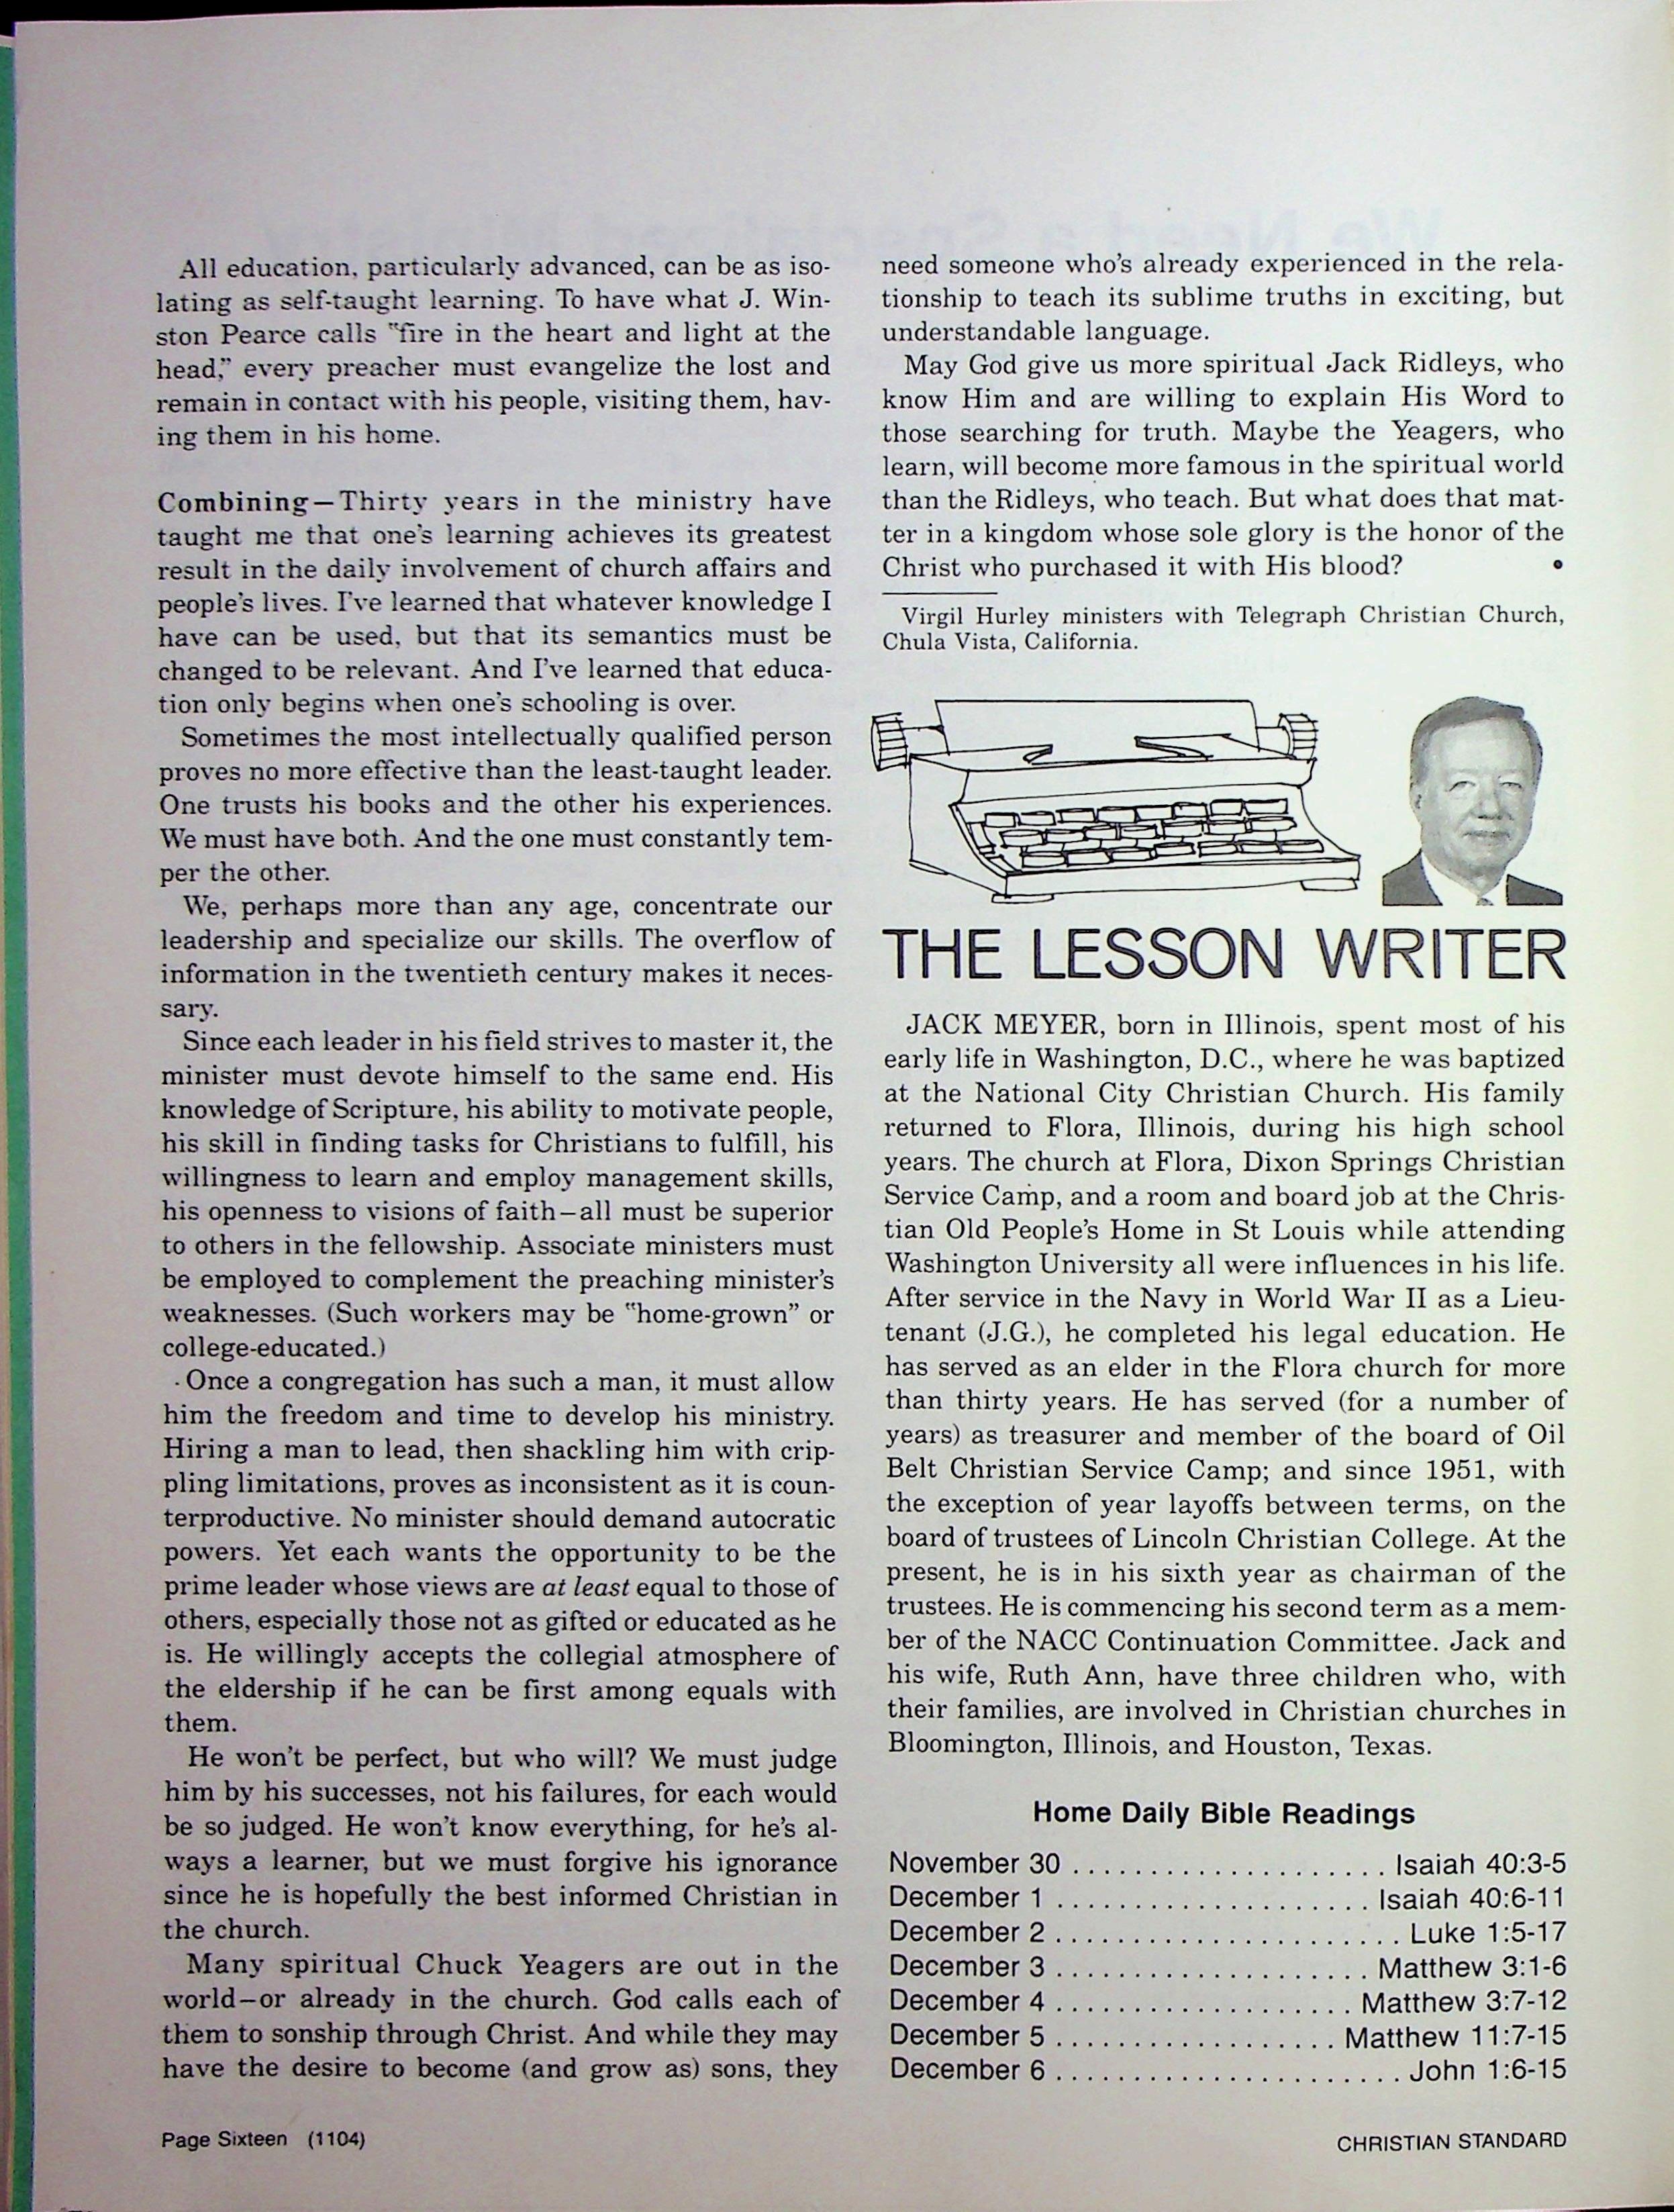 All education, particularly advanced, can be as iso-
lating as self-taught learning. To have what J. Win-
ston Pearce calls "fire in the heart and light at the
head," every preacher must evangelize the lost and
remain in contact with his people, visiting them, hav-
ing them in his home.
Combining—Thirty years in the ministry have
taught me that one's learning achieves its greatest
result in the daily involvement of church affairs and
people's lives. I've learned that whatever knowledge I
have can be used, but that its semantics must be
changed to be relevant. And I've learned that educa-
tion only begins when one's schooling is over.
Sometimes the most intellectually qualified person
proves no more effective than the least-taught leader.
One trusts his books and the other his experiences.
We must have both. And the one must constantly tem-
per the other.
We, perhaps more than any age, concentrate our
leadership and specialize our skills. The overflow of
information in the twentieth century makes it neces-
sary.
Since each leader in his field strives to master it, the
minister must devote himself to the same end. His
knowledge of Scripture, his ability to motivate people,
his skill in finding tasks for Christians to fulfill, his
willingness to learn and employ management skills,
his openness to visions of faith—all must be superior
to others in the fellowship. Associate ministers must
be employed to complement the preaching minister's
weaknesses. (Such workers may be "home-grown" or
college-educated.)
Once a congregation has such a man, it must allow
him the freedom and time to develop his ministry.
Hiring a man to lead, then shackling him with crip-
pling limitations, proves as inconsistent as it is coun-
terproductive. No minister should demand autocratic
powers. Yet each wants the opportunity to be the
prime leader whose views are at least equal to those of
others, especially those not as gifted or educated as he
is. He willingly accepts the collegial atmosphere of
the eldership if he can be first among equals with
them.
He won't be perfect, but who will? We must judge
him by his successes, not his failures, for each would
be so judged. He won't know everything, for he's al-
ways a learner, but we must forgive his ignorance
since he is hopefully the best informed Christian in
the church.
Many spiritual Chuck Yeagers are out in the
world—or already in the church. God calls each of
them to sonship through Christ. And while they may
have the desire to become (and grow as) sons, they
need someone who's already experienced in the rela-
tionship to teach its sublime truths in exciting, but
understandable language.
May God give us more spiritual Jack Ridleys, who
know Him and are willing to explain His Word to
those searching for truth. Maybe the Yeagers, who
learn, will become more famous in the spiritual world
than the Ridleys, who teach. But what does that mat-
ter in a kingdom whose sole glory is the honor of the
Christ who purchased it with His blood? •
Virgil Hurley ministers with Telegraph Christian Church,
Chula Vista, California.
THE LESSON WRITER
JACK MEYER, born in Illinois, spent most of his
early life in Washington, D.C., where he was baptized
at the National City Christian Church. His family
returned to Flora, Illinois, during his high school
years. The church at Flora, Dixon Springs Christian
Service Camp, and a room and board job at the Chris-
tian Old People's Home in St Louis while attending
Washington University all were influences in his life.
After service in the Navy in World War II as a Lieu-
tenant (J.G.), he completed his legal education. He
has served as an elder in the Flora church for more
than thirty years. He has served (for a number of
years) as treasurer and member of the board of Oil
Belt Christian Service Camp; and since 1951, with
the exception of year layoffs between terms, on the
board of trustees of Lincoln Christian College. At the
present, he is in his sixth year as chairman of the
trustees. He is commencing his second term as a mem-
ber of the NACC Continuation Committee. Jack and
his wife, Ruth Ann, have three children who, with
their families, are involved in Christian churches in
Bloomington, Illinois, and Houston, Texas.
Home Daily Bible Readings
November 30 .................... Isaiah 40:3-5
December 1 .................... Isaiah 40:6-11
December 2 ...................... Luke 1:5-17
December 3 .................... Matthew 3:1-6
December 4 ................... Matthew 3:7-12
December 5 .................. Matthew 11:7-15
December 6 ...................... John 1:6-15
Page Sixteen (1104)
CHRISTIAN STANDARD